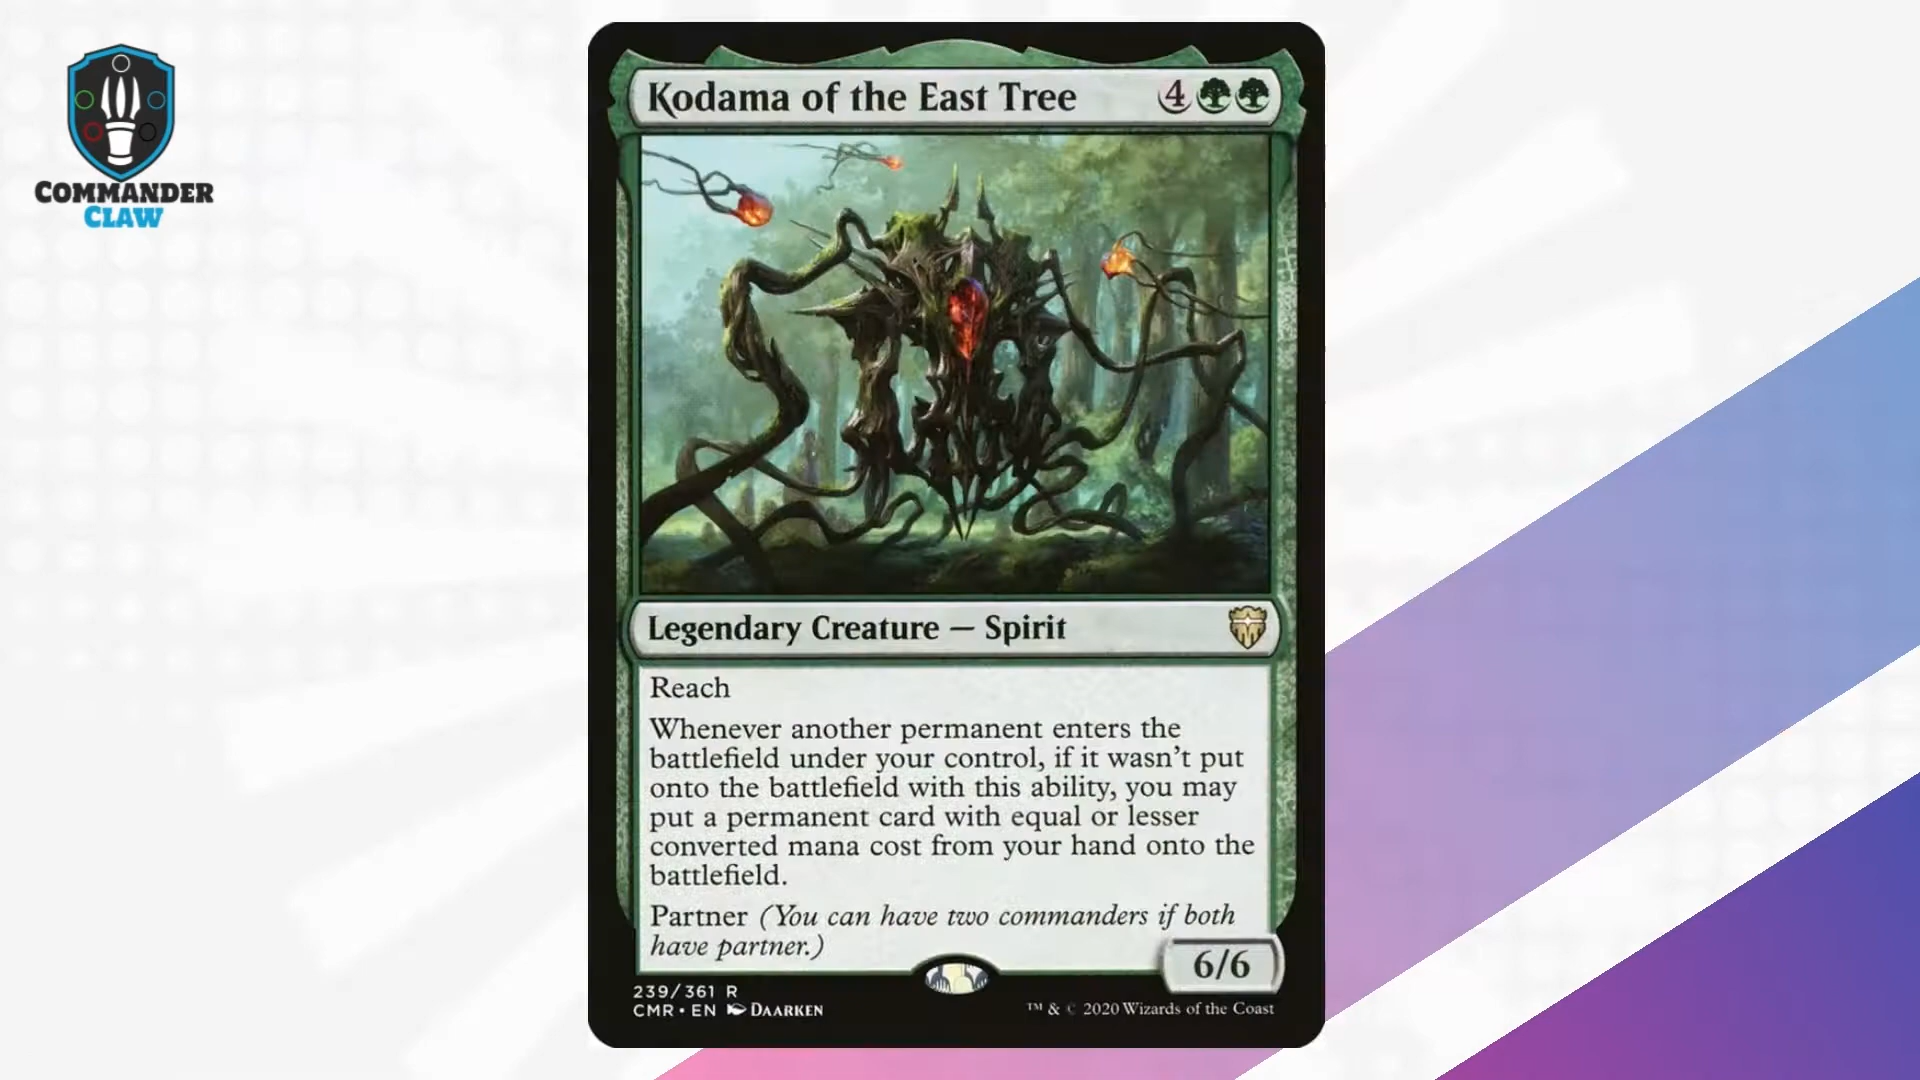 COMMANDER
CLAW
Kodama of the East Tree 4
Legendary Creature — Spirit
Reach
Whenever another permanent enters the
battlefield under your control, if it wasn't put
onto the battlefield with this ability, you may
put a permanent card with equal or lesser
converted mana cost from your hand onto the
battlefield.
Partner (You can have two commanders if both
have partner.)
6/6
239/361 R
CMR • EN DAARKEN
™ & © 2020 Wizards of the Coast